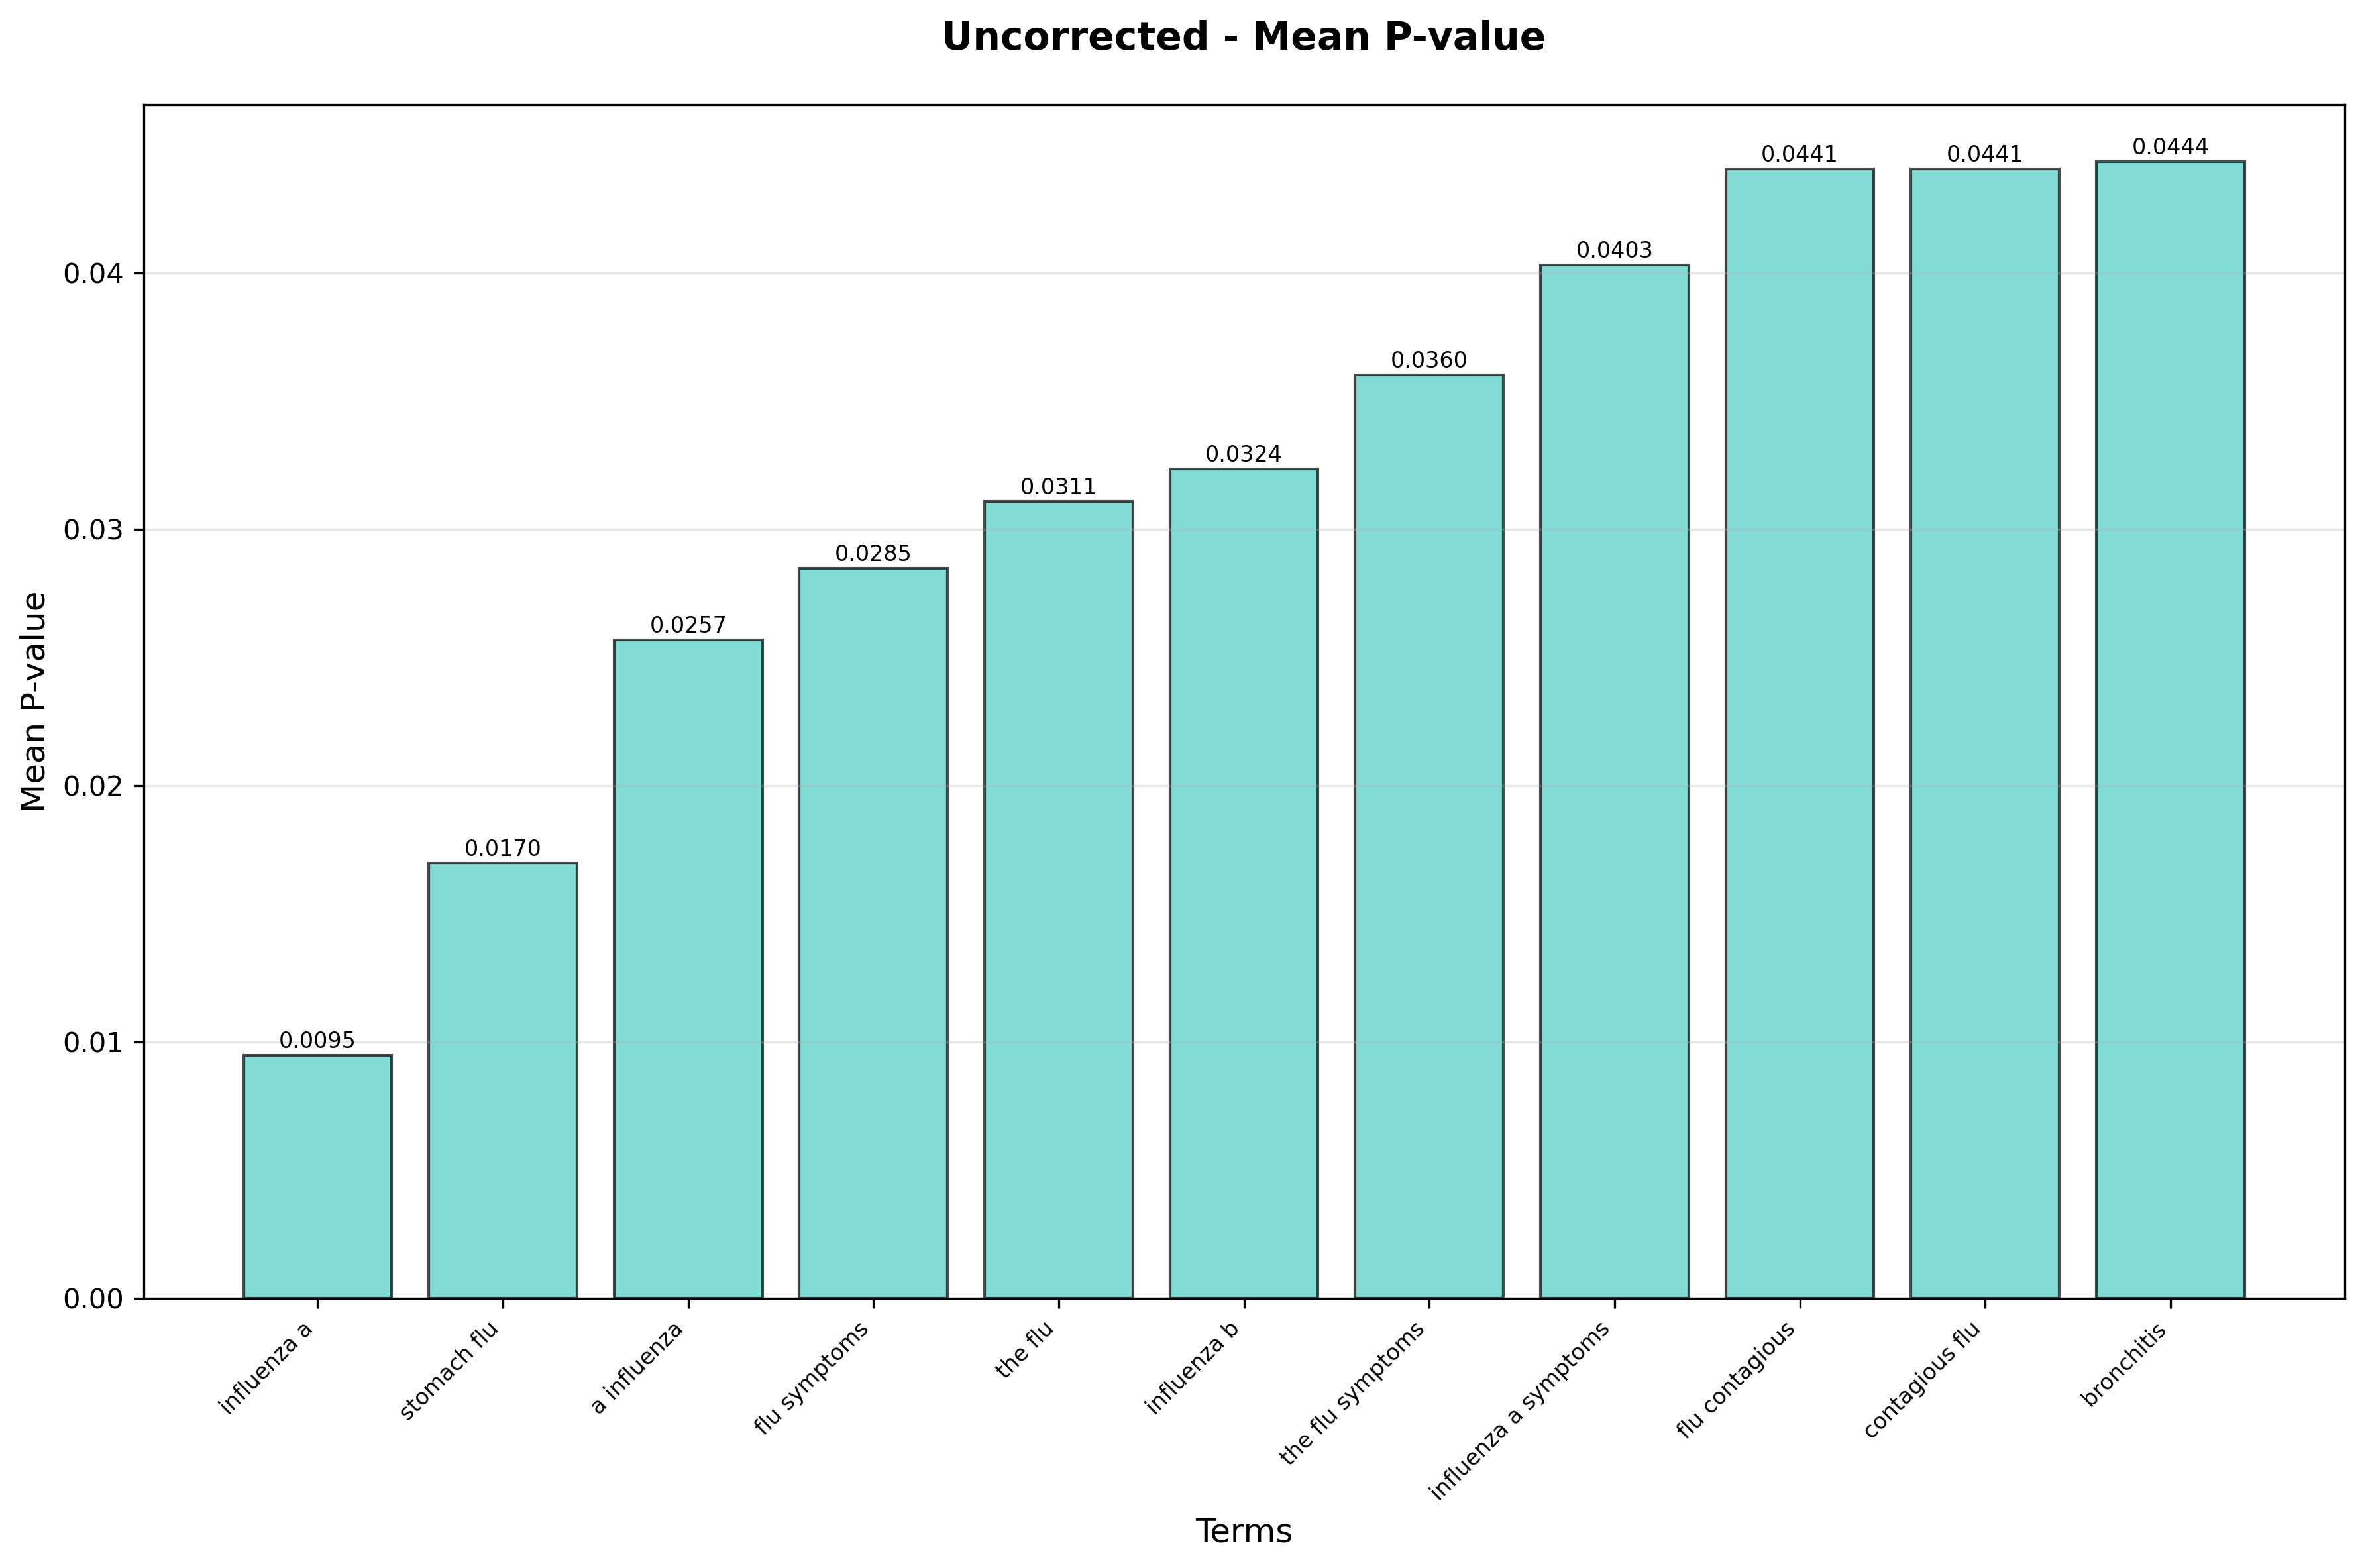 Uncorrected - Mean P-value
Mean P-value
0.04
0.03
0.02
0.01
0.00
0.0095
0.0170
0.0257
0.0285
0.0311
0.0324
0.0360
0.0403
0.0441
0.0441
0.0444
influenza a
stomach flu
a influenza
flu symptoms
the flu
influenza b
the flu symptoms
influenza a symptoms
flu contagious
contagious flu
bronchitis
Terms